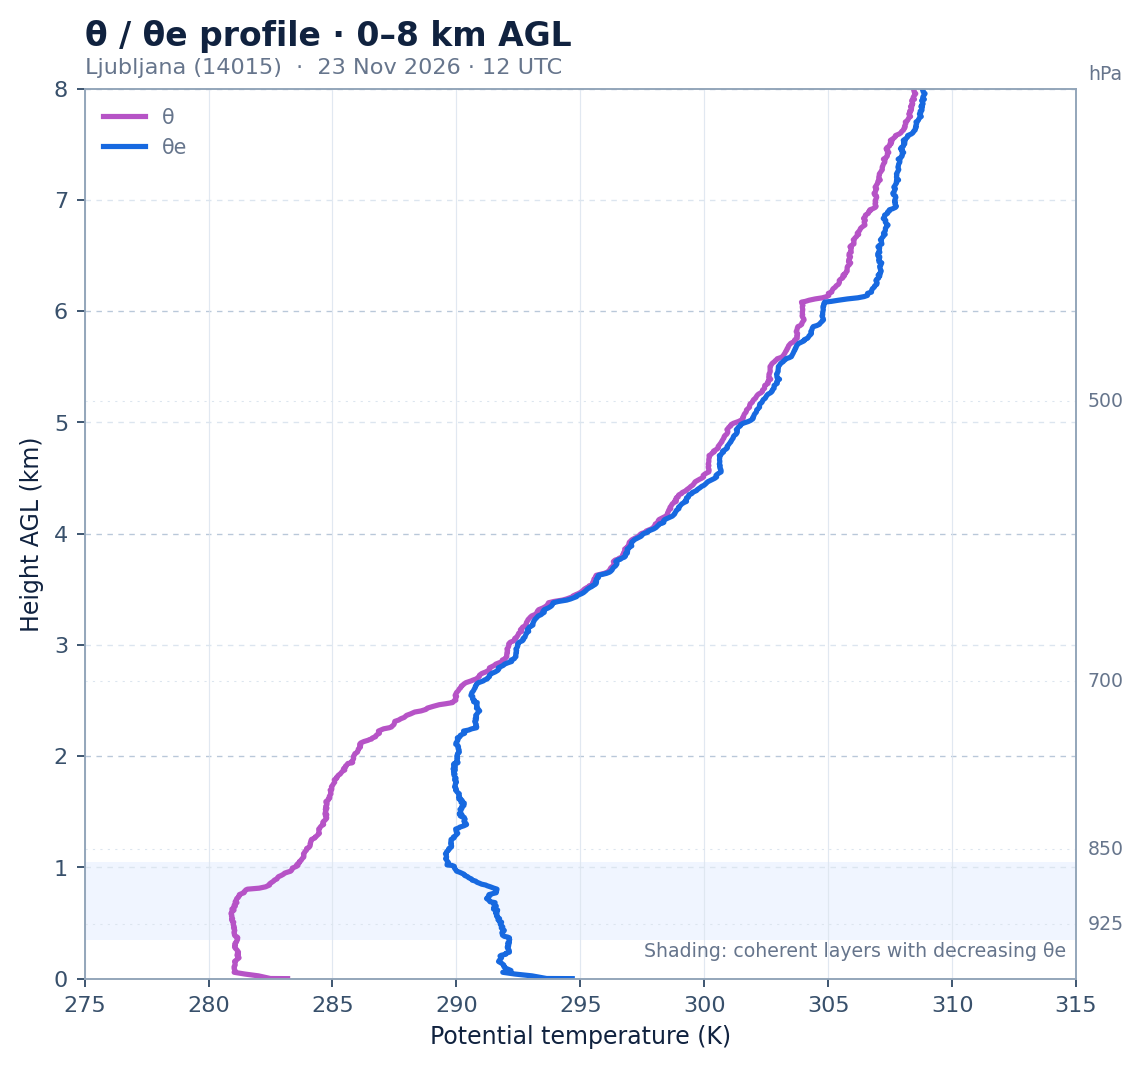 θ / θe profile · 0–8 km AGL
Ljubljana (14015)  ·  23 Nov 2026 · 12 UTC
hPa
θ
θe
8
7
6
5
4
3
2
1
0
Height AGL (km)
500
700
850
925
Shading: coherent layers with decreasing θe
275 280 285 290 295 300 305 310 315
Potential temperature (K)